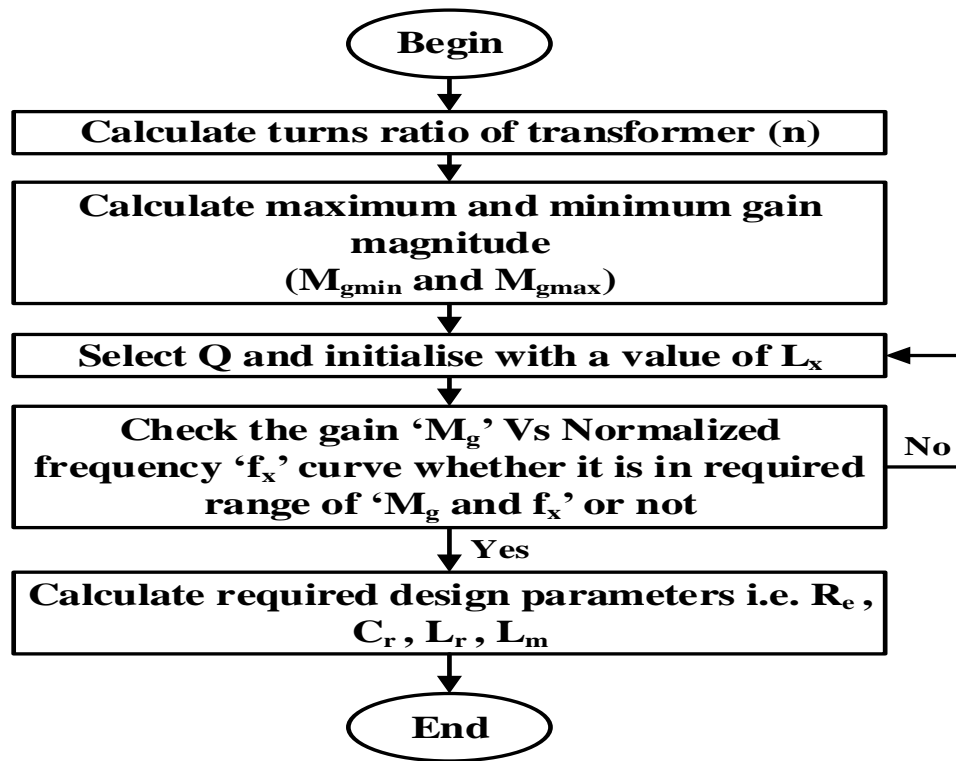 Begin
Calculate turns ratio of transformer (n)
Calculate maximum and minimum gain
magnitude
(Mgmin and Mgmax)
Select Q and initialise with a value of Lx
Check the gain ‘Mg’ Vs Normalized
frequency ‘fx’ curve whether it is in required
range of ‘Mg and fx’ or not
No
Yes
Calculate required design parameters i.e. Re ,
Cr , Lr , Lm
End